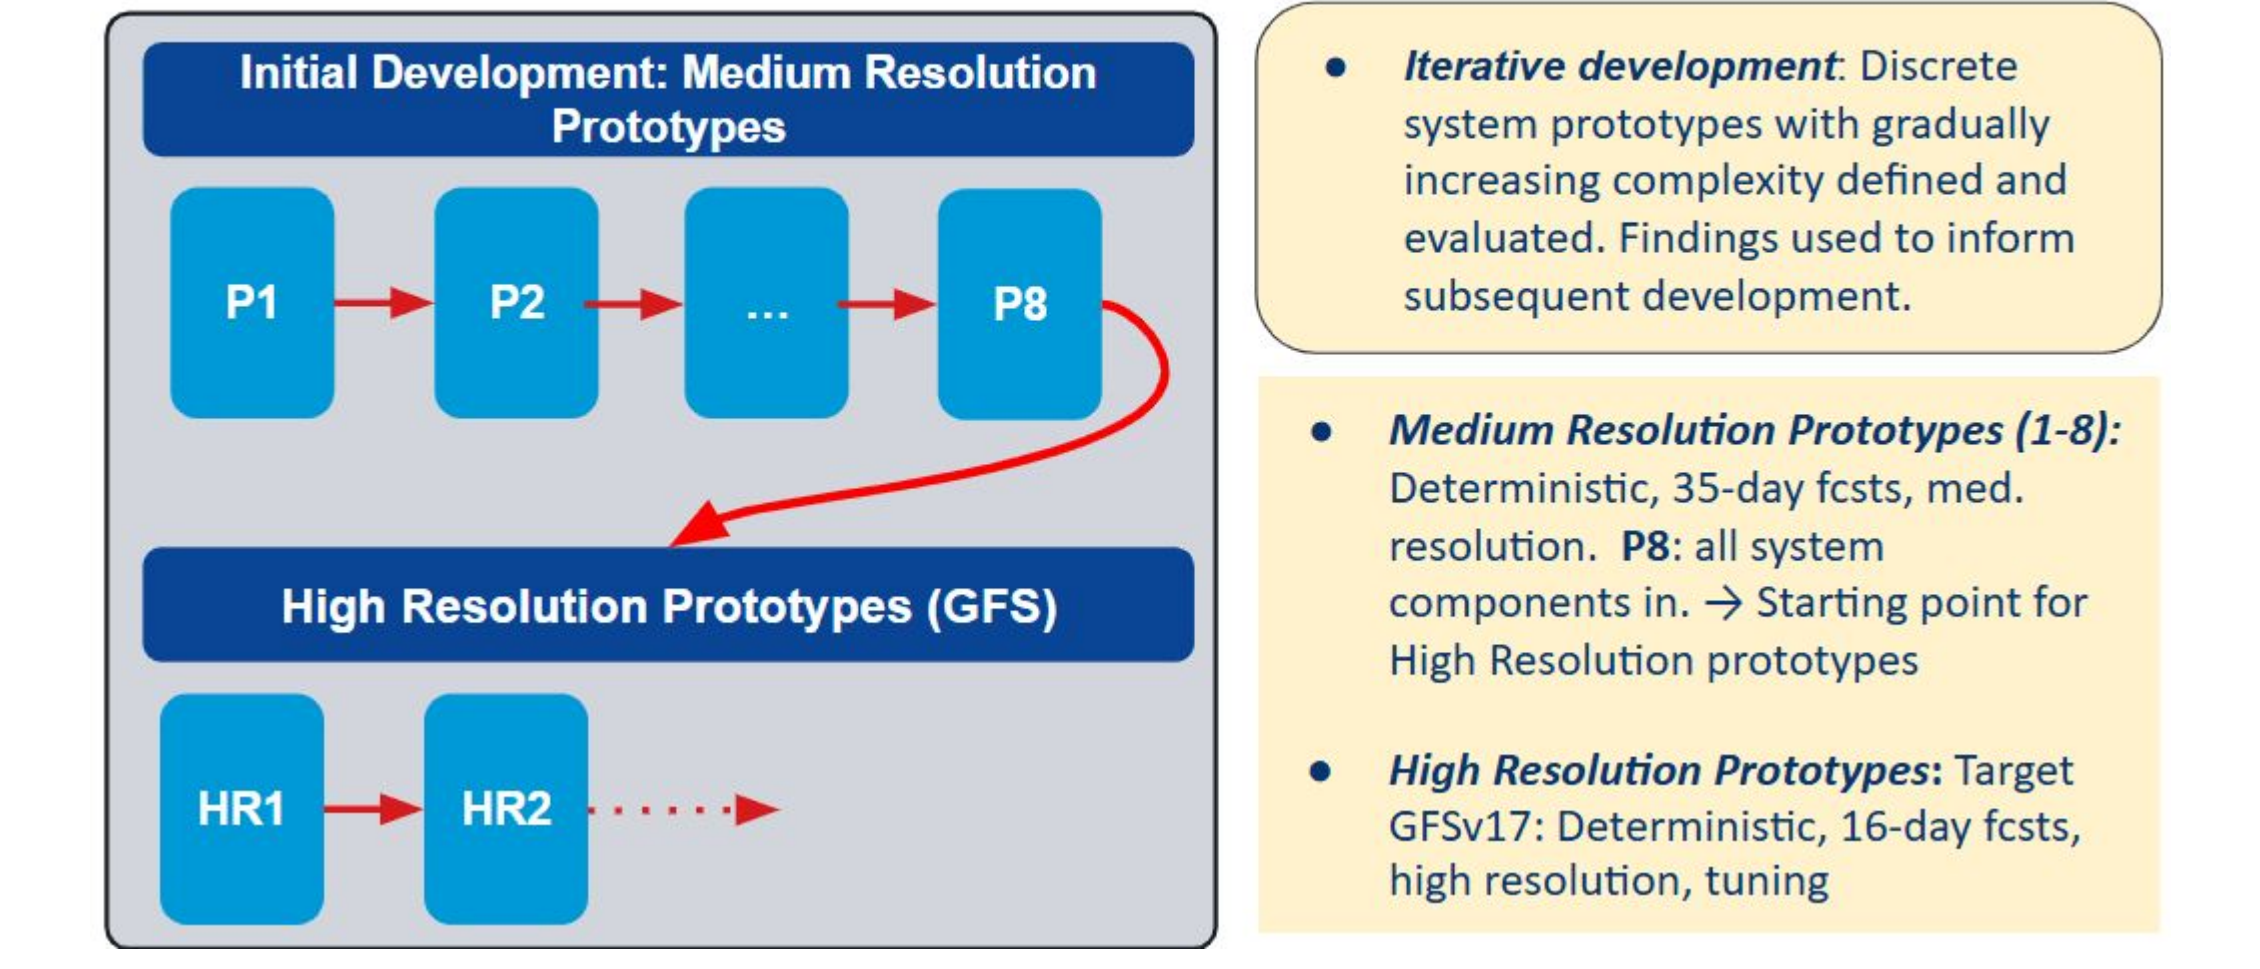 Initial Development: Medium Resolution
Prototypes
P1
P2
...
P8
High Resolution Prototypes (GFS)
HR1
HR2
● Iterative development: Discrete
system prototypes with gradually
increasing complexity defined and
evaluated. Findings used to inform
subsequent development.
● Medium Resolution Prototypes (1-8):
Deterministic, 35-day fcsts, med.
resolution. P8: all system
components in. → Starting point for
High Resolution prototypes
● High Resolution Prototypes: Target
GFSv17: Deterministic, 16-day fcsts,
high resolution, tuning